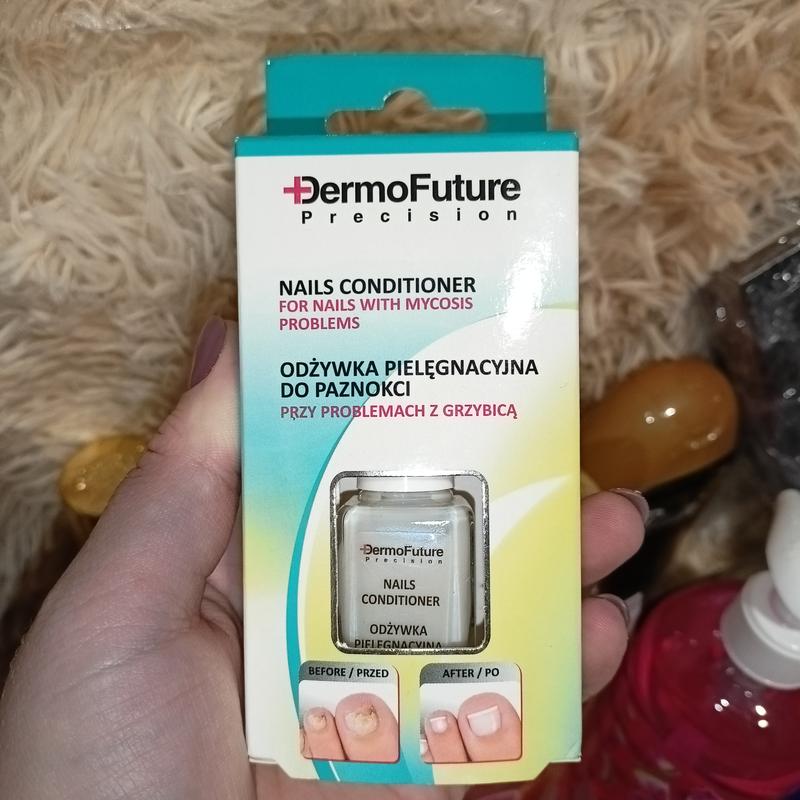 DermoFuture
Precision
NAILS CONDITIONER
FOR NAILS WITH MYCOSIS
PROBLEMS
ODŻYWKA PIELĘGNACYJNA
DO PAZNOKCI
PRZY PROBLEMACH Z GRZYBICĄ
DermoFuture
Precision
NAILS
CONDITIONER
ODŻYWKA
PIELĘGNACYJNA
BEFORE / PRZED
AFTER / PO